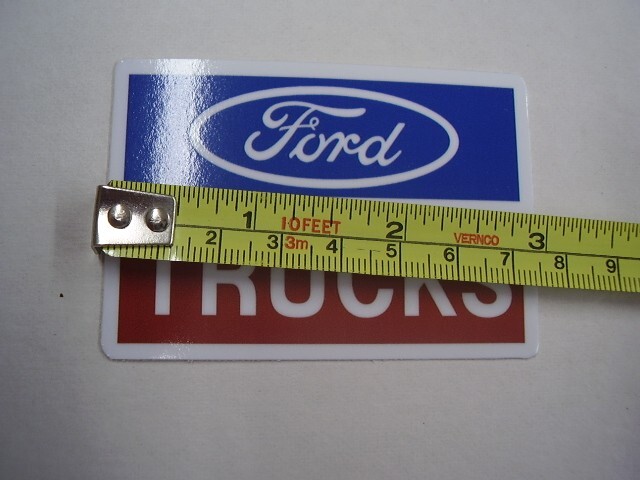 Ford
1 10FEET 2 VERNCO 3
2 3 3m 4 5 6 7 8 9
TRUCKS